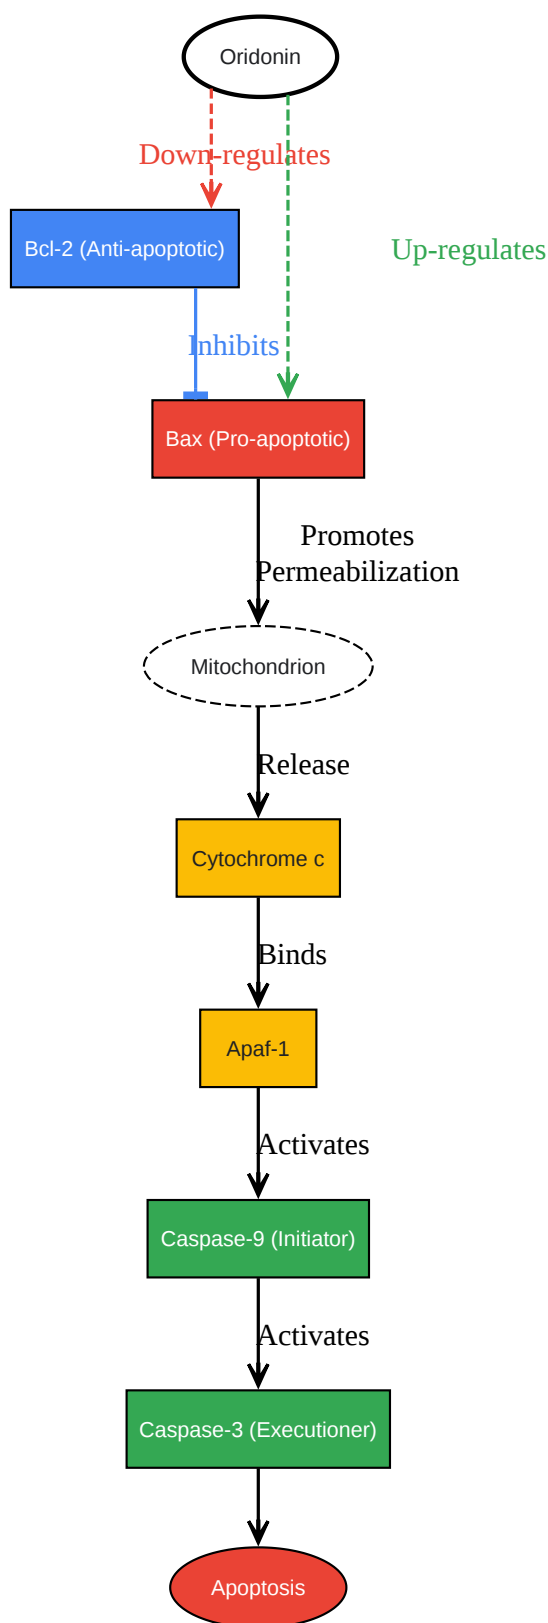 Oridonin
Down-regulates
Bcl-2 (Anti-apoptotic)
Up-regulates
Inhibits
Bax (Pro-apoptotic)
Promotes
Permeabilization
Mitochondrion
Release
Cytochrome c
Binds
Apaf-1
Activates
Caspase-9 (Initiator)
Activates
Caspase-3 (Executioner)
Apoptosis